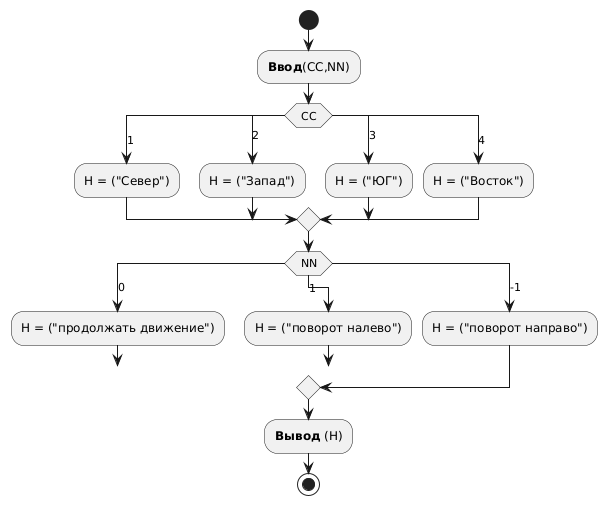 Ввод(CC,NN)
CC
1
2
3
4
H = ("Север")
H = ("Запад")
H = ("ЮГ")
H = ("Восток")
NN
0
1
-1
H = ("продолжать движение")
H = ("поворот налево")
H = ("поворот направо")
Вывод (H)